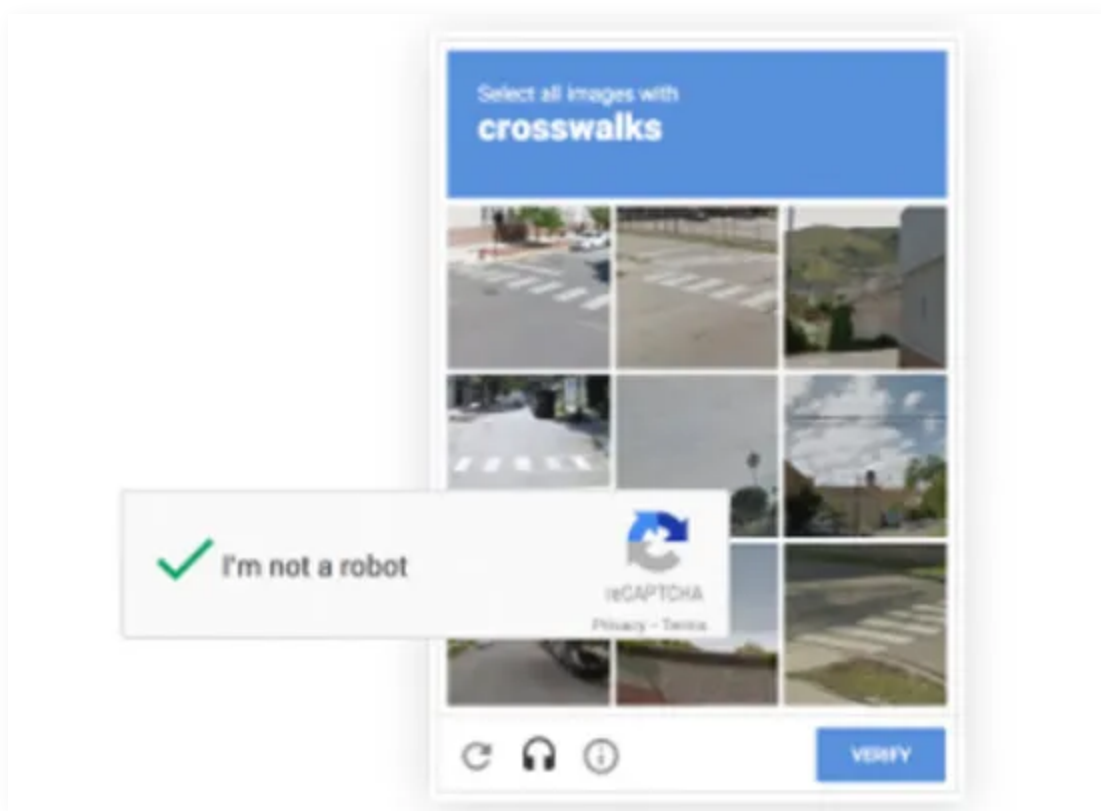 Select all images with
crosswalks
I'm not a robot
reCAPTCHA
Privacy - Terms
VERIFY